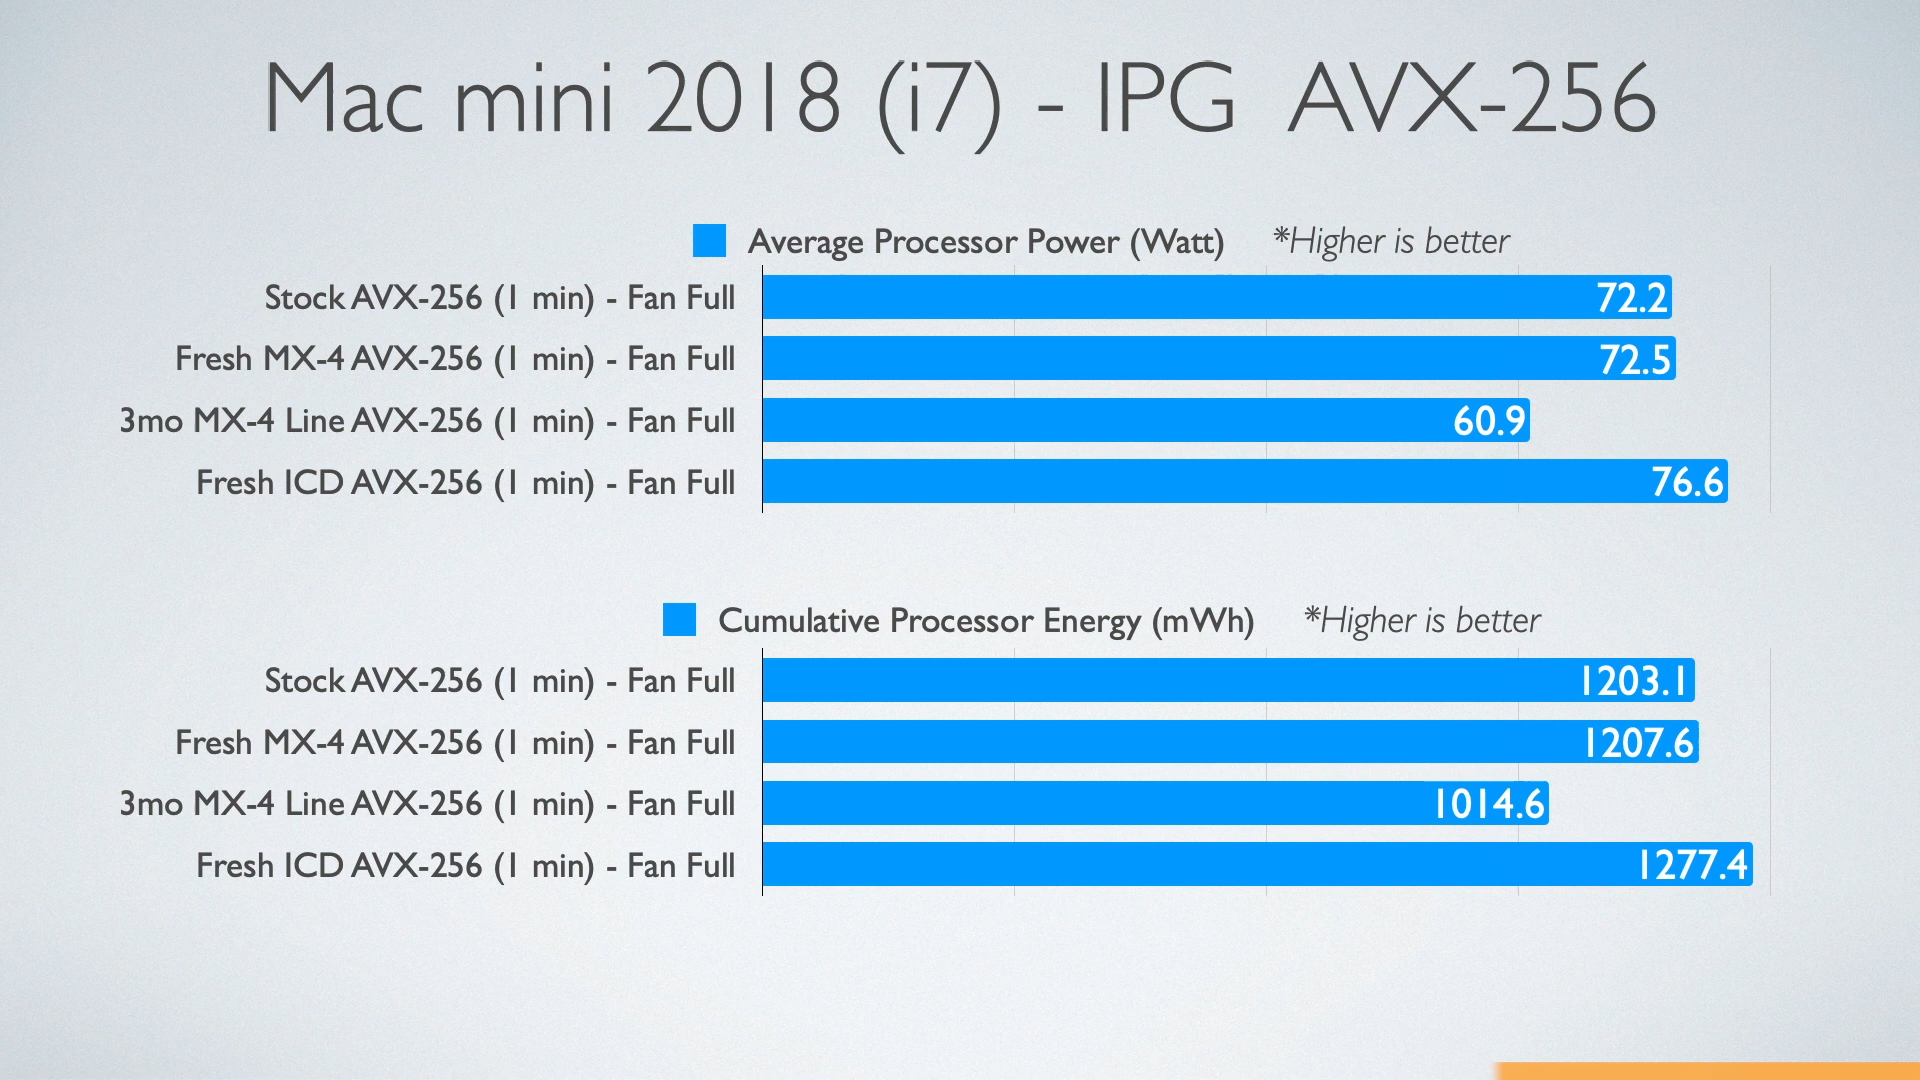 Mac mini 2018 (i7) - IPG AVX-256
Average Processor Power (Watt) *Higher is better
Stock AVX-256 (1 min) - Fan Full 72.2
Fresh MX-4 AVX-256 (1 min) - Fan Full 72.5
3mo MX-4 Line AVX-256 (1 min) - Fan Full 60.9
Fresh ICD AVX-256 (1 min) - Fan Full 76.6
Cumulative Processor Energy (mWh) *Higher is better
Stock AVX-256 (1 min) - Fan Full 1203.1
Fresh MX-4 AVX-256 (1 min) - Fan Full 1207.6
3mo MX-4 Line AVX-256 (1 min) - Fan Full 1014.6
Fresh ICD AVX-256 (1 min) - Fan Full 1277.4